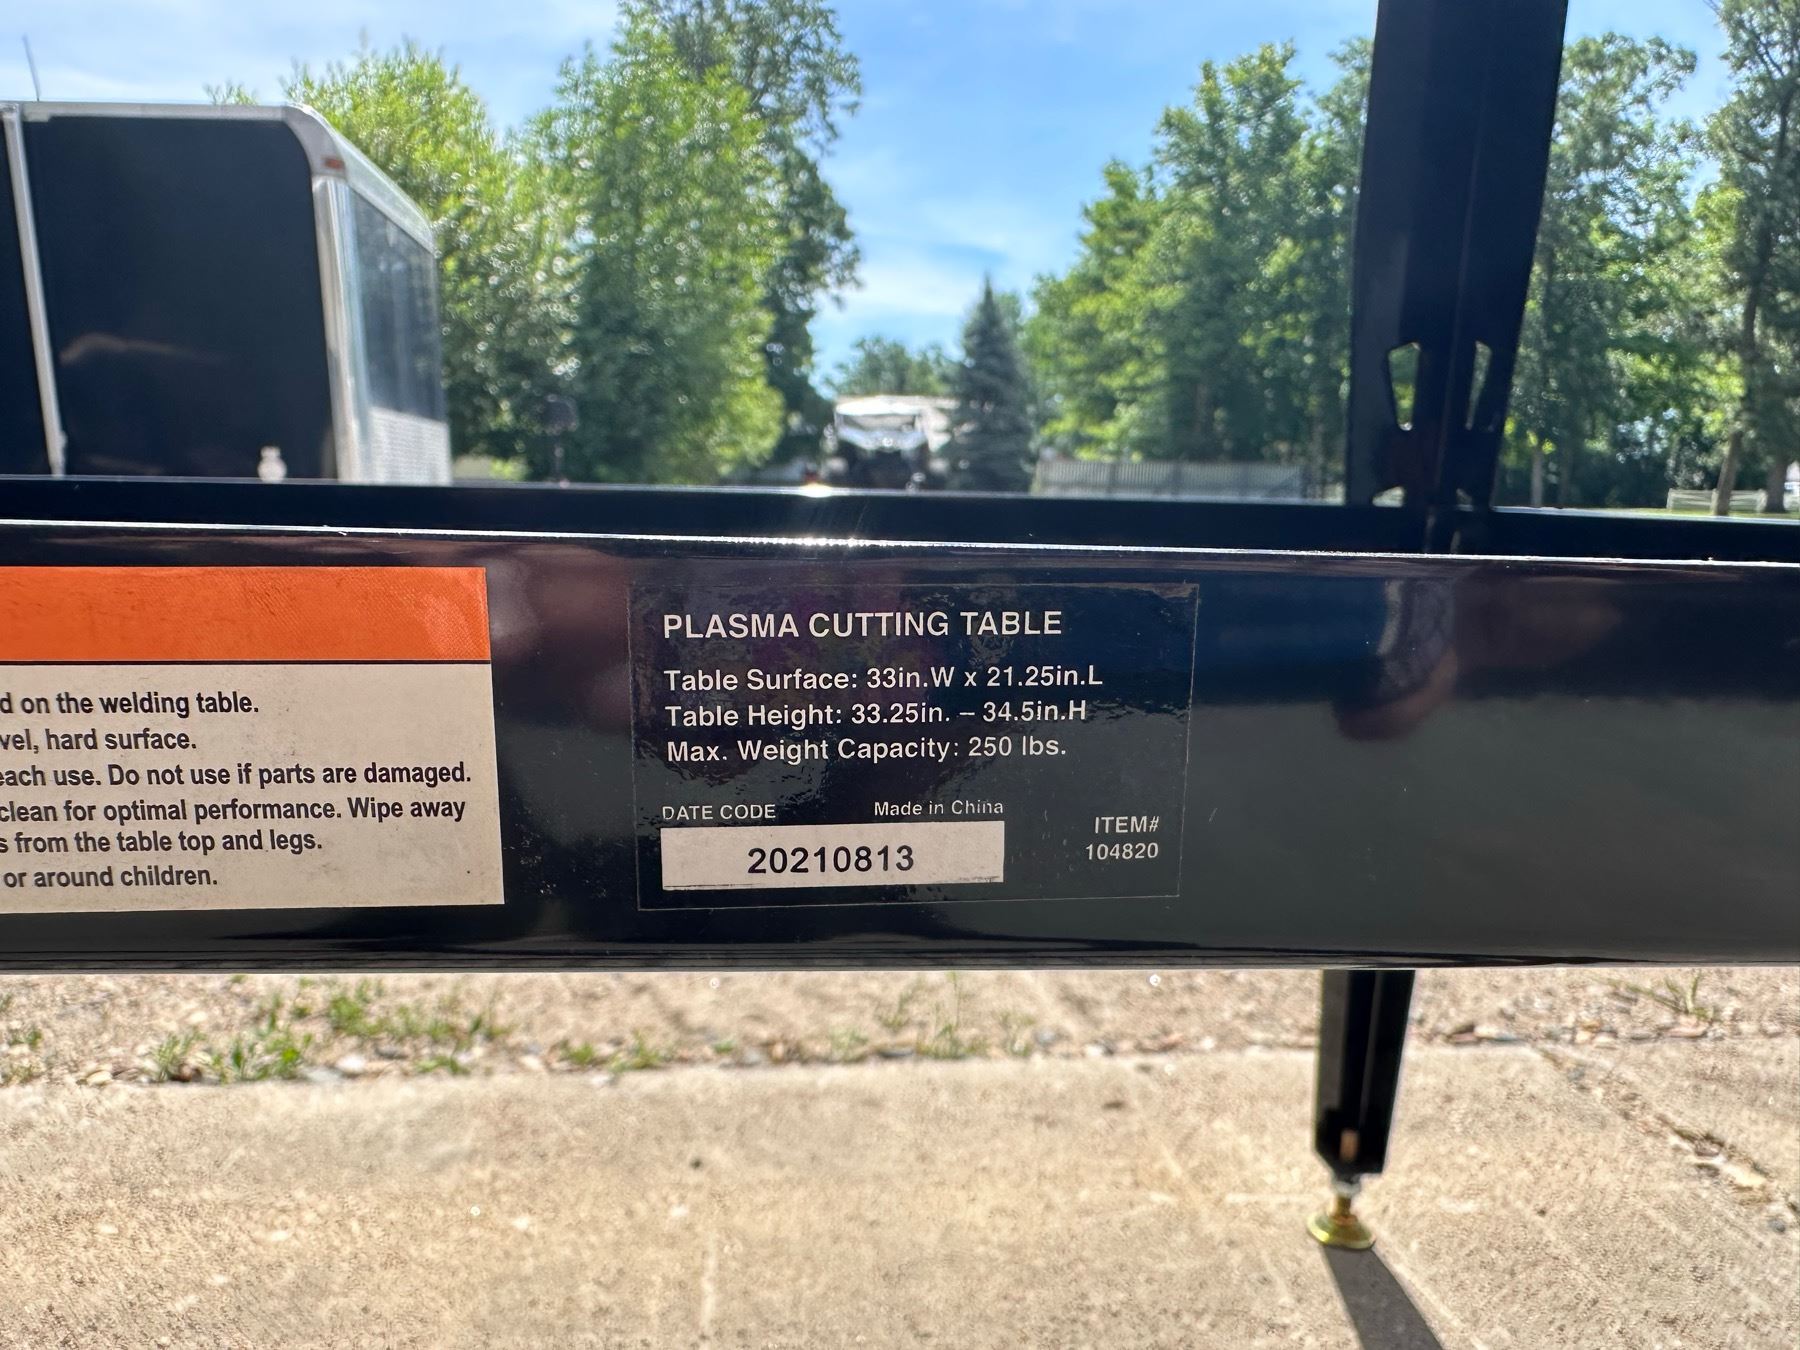 d on the welding table.
vel, hard surface.
each use. Do not use if parts are damaged.
clean for optimal performance. Wipe away
s from the table top and legs.
or around children.
PLASMA CUTTING TABLE
Table Surface: 33in.W x 21.25in.L
Table Height: 33.25in. – 34.5in.H
Max. Weight Capacity: 250 lbs.
DATE CODE
Made in China
20210813
ITEM#
104820